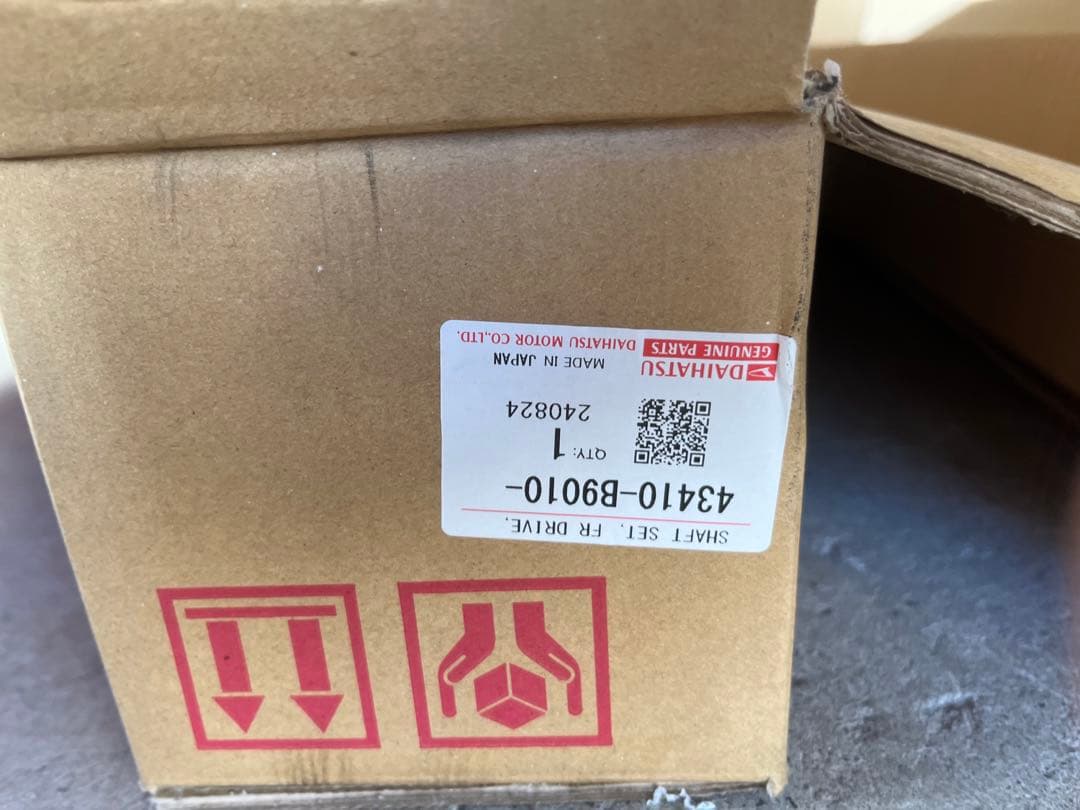 SHAFT SET, FR DRIVE,
43410-B9010-
QTY: 1
240824
DAIHATSU
MADE IN JAPAN
GENUINE PARTS
DAIHATSU MOTOR CO.,LTD.